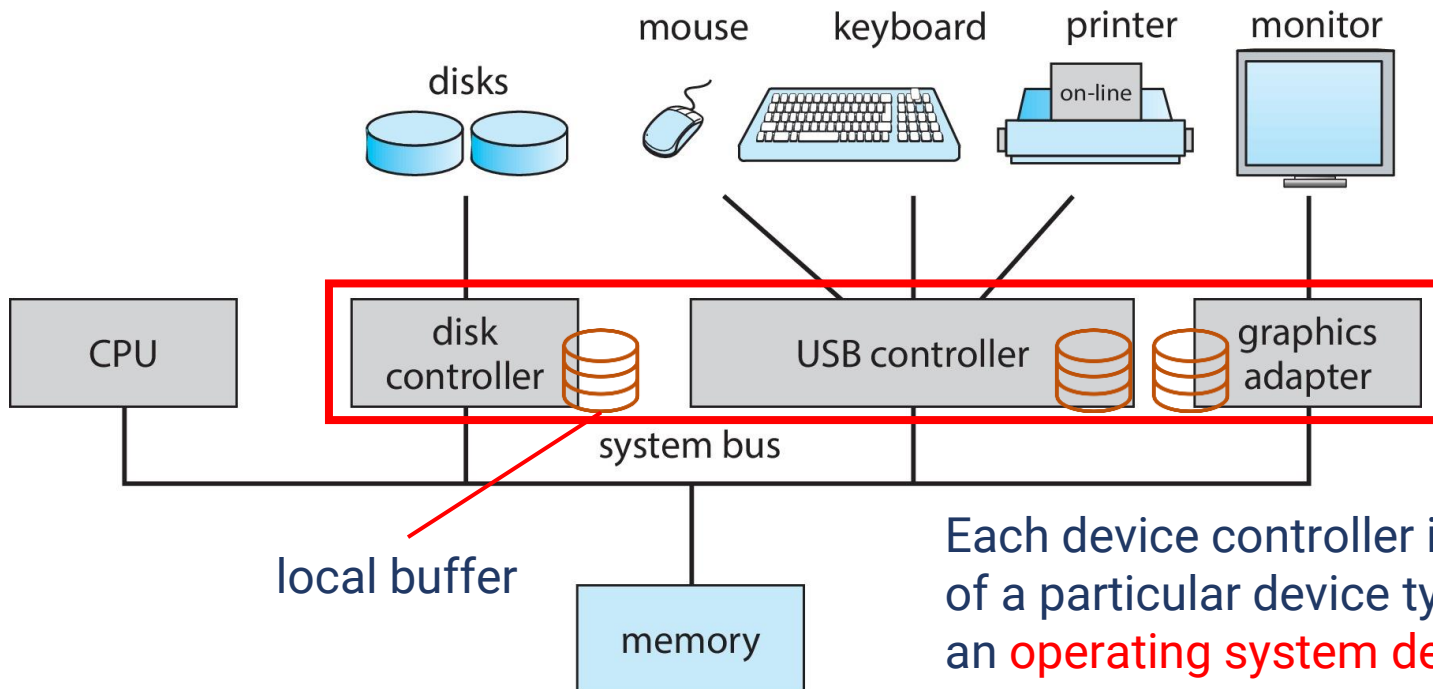 mouse keyboard printer monitor
disks
on-line
CPU
disk
controller
USB controller
graphics
adapter
system bus
local buffer
memory
Each device controller i
of a particular device ty
an operating system de